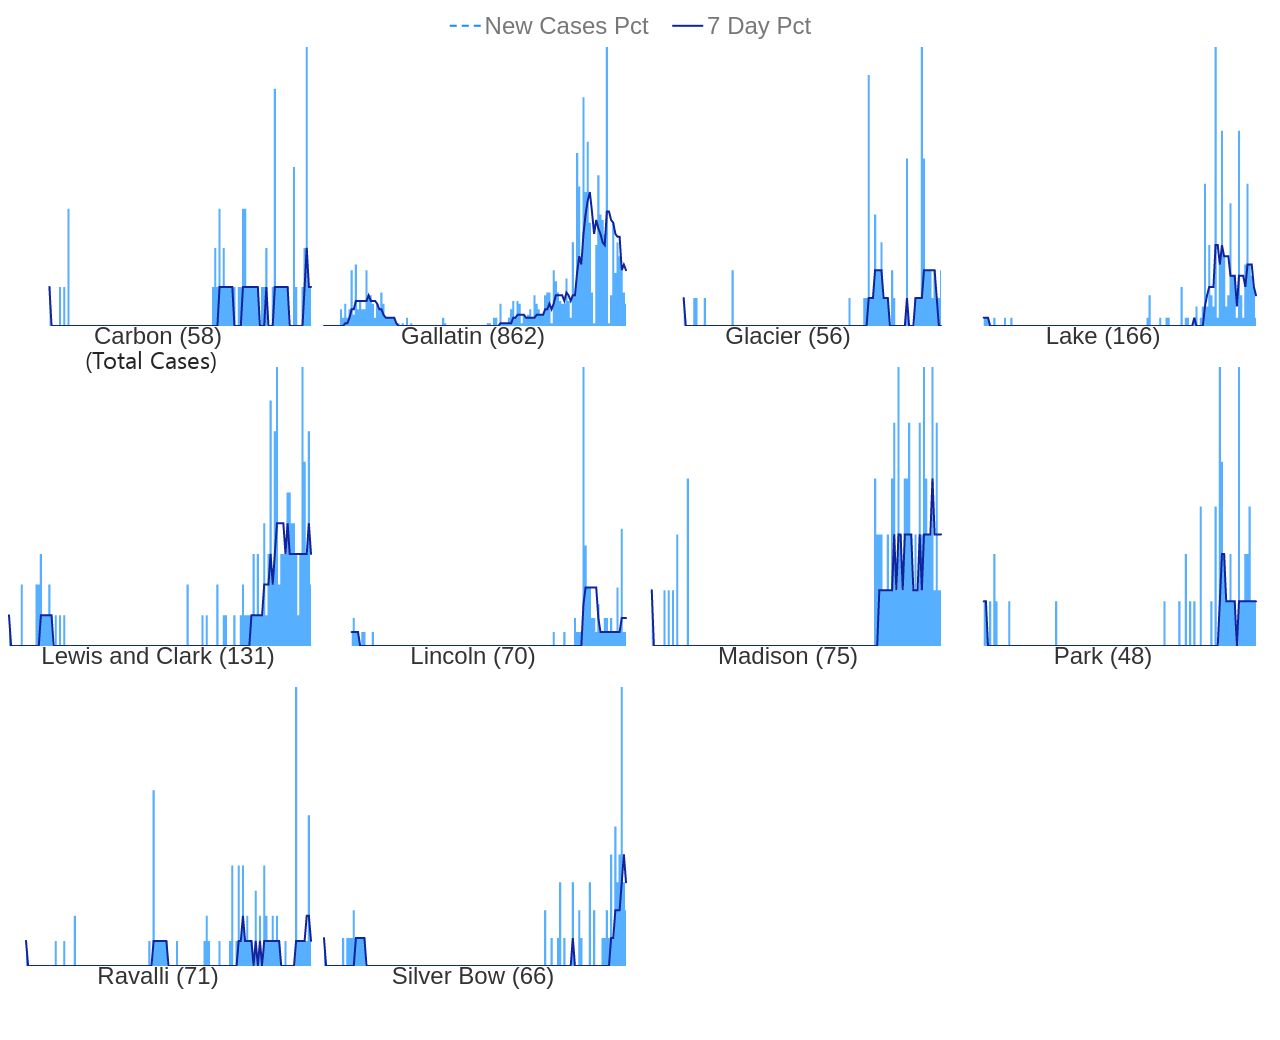 New Cases Pct 7 Day Pct
Carbon (58) Gallatin (862) Glacier (56) Lake (166)
(Total Cases)
Lewis and Clark (131) Lincoln (70) Madison (75) Park (48)
Ravalli (71) Silver Bow (66)